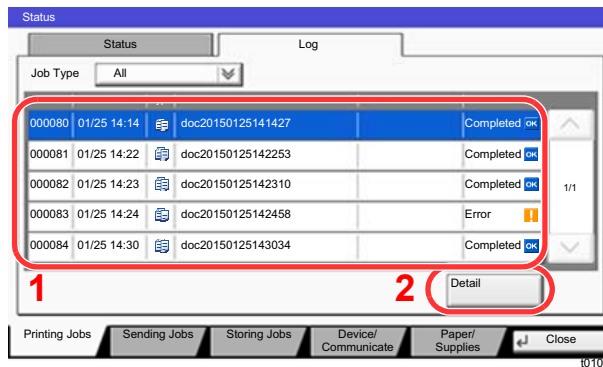 Status
Status Log
Job Type All
000080 01/25 14:14 doc20150125141427 Completed OK
000081 01/25 14:22 doc20150125142253 Completed OK
000082 01/25 14:23 doc20150125142310 Completed OK
1/1
000083 01/25 14:24 doc20150125142458 Error !
000084 01/25 14:30 doc20150125143034 Completed OK
1 2 Detail
Printing Jobs Sending Jobs Storing Jobs Device/
Communicate Paper/
Supplies Close
t010